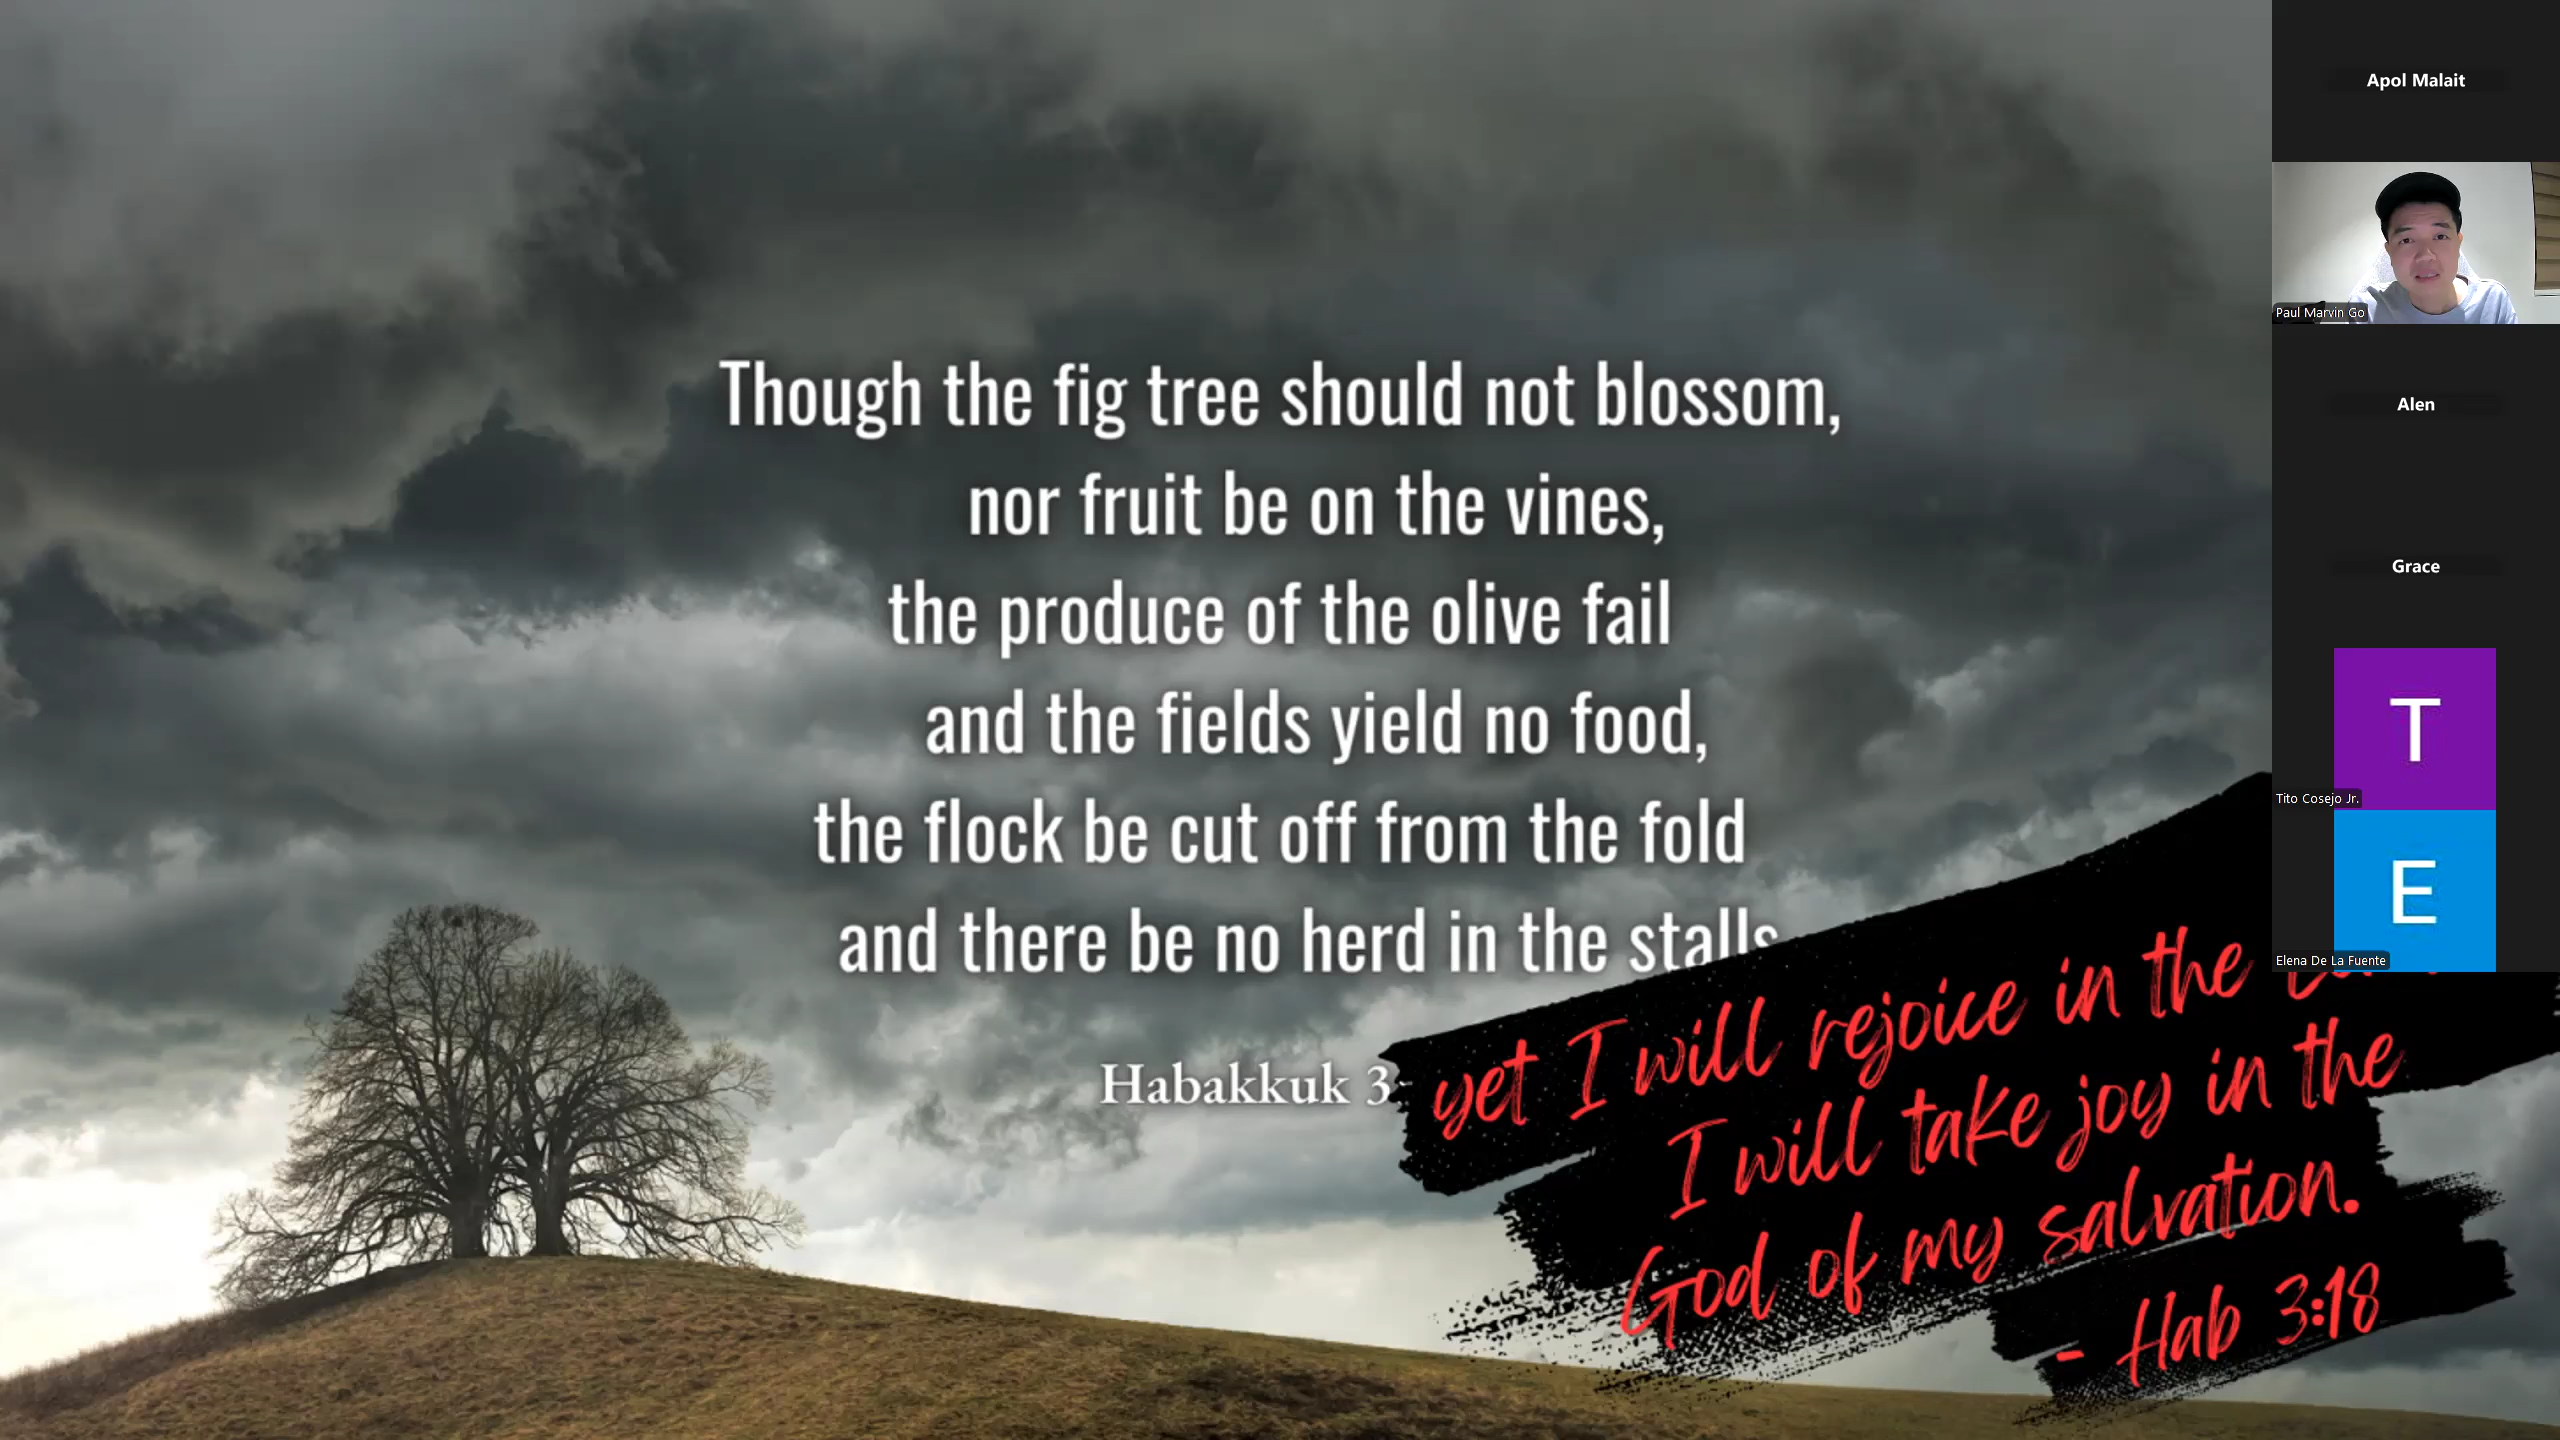 Though the fig tree should not blossom,
nor fruit be on the vines,
the produce of the olive fail
and the fields yield no food,
the flock be cut off from the fold
and there be no herd in the stalls
Habakkuk 3
yet I will rejoice in the
I will take joy in the
God of my salvation.
- Hab 3:18
Apol Malait
Paul Marvin Go
Alen
Grace
T
Tito Cosejo Jr.
E
Elena De La Fuente